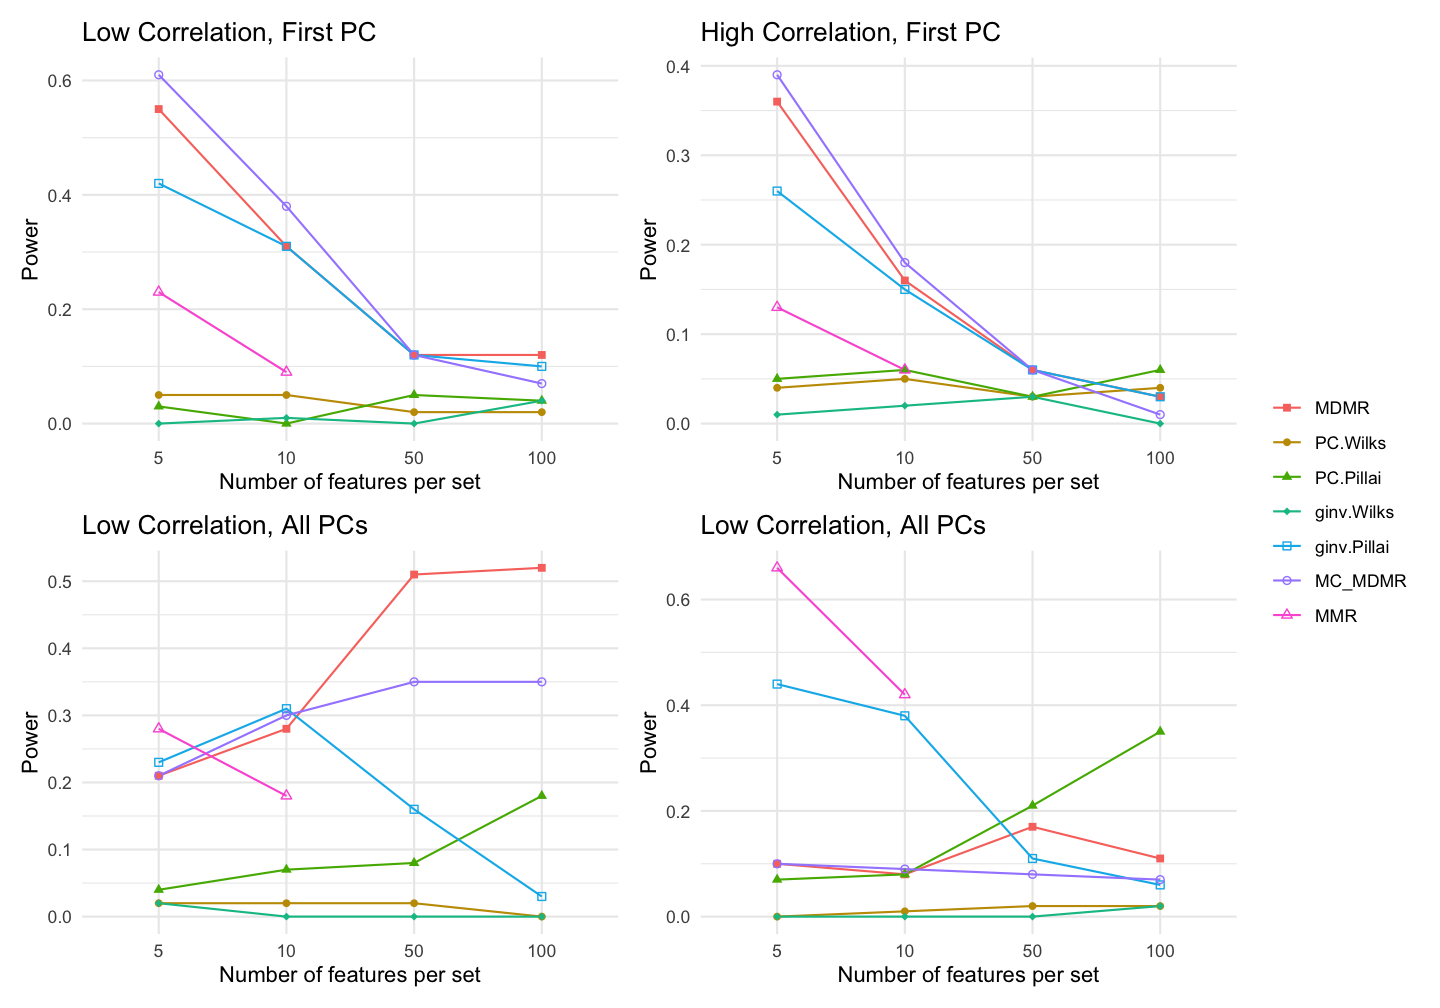 Low Correlation, First PC
Power
0.6
0.4
0.2
0.0
5 10 50 100
Number of features per set
High Correlation, First PC
Power
0.4
0.3
0.2
0.1
0.0
5 10 50 100
Number of features per set
Low Correlation, All PCs
Power
0.5
0.4
0.3
0.2
0.1
0.0
5 10 50 100
Number of features per set
Low Correlation, All PCs
Power
0.6
0.4
0.2
0.0
5 10 50 100
Number of features per set
MDMR
PC.Wilks
PC.Pillai
ginv.Wilks
ginv.Pillai
MC_MDMR
MMR